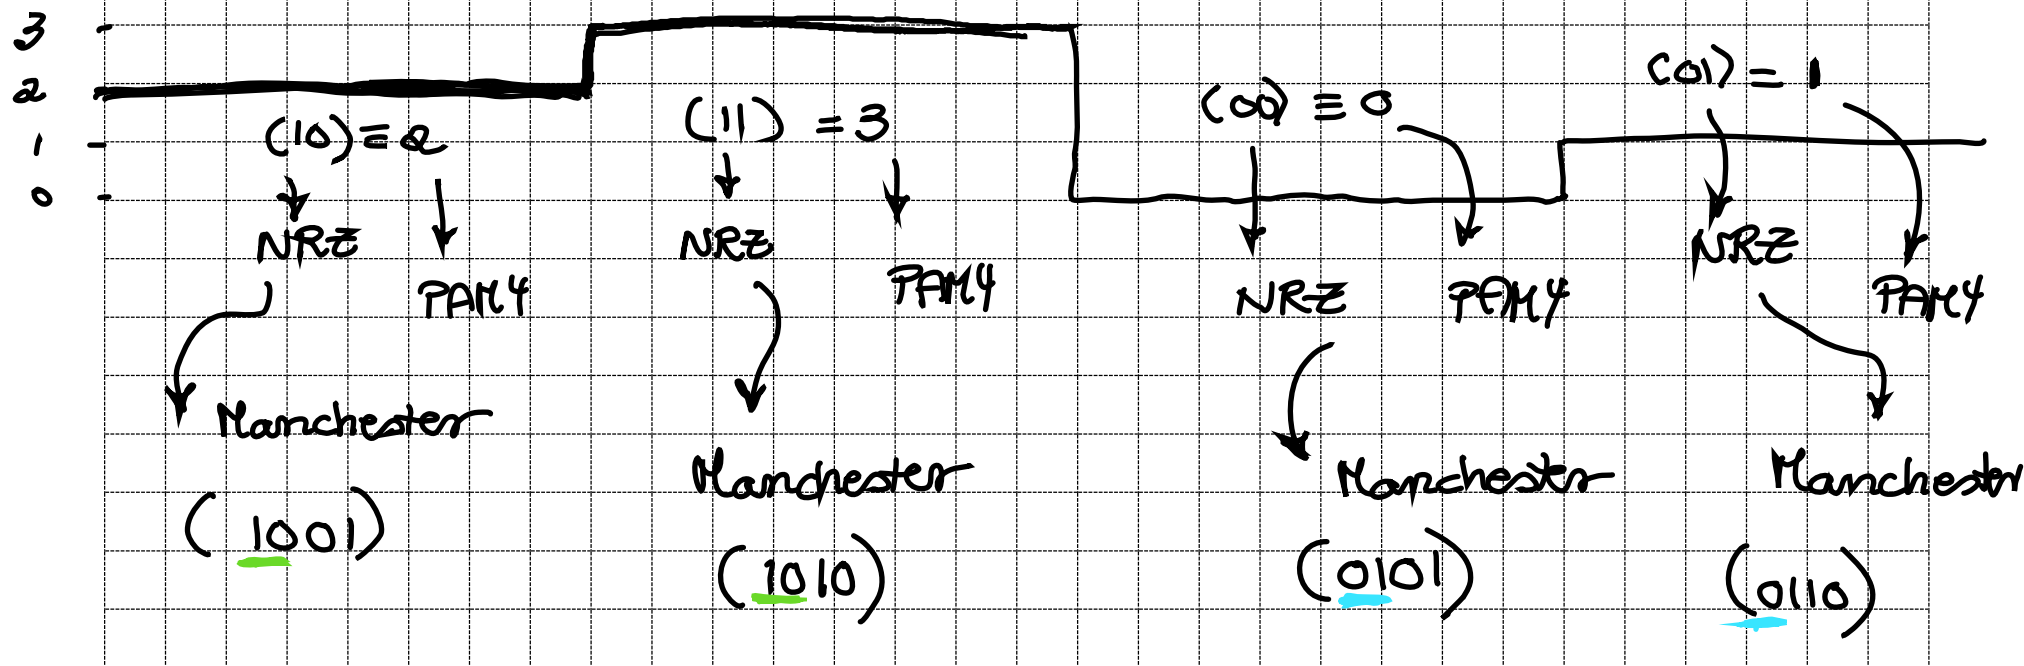 3
2
1
0
(10) ≡ 2
NRZ
PAM4
Manchester
(1001)
(11) = 3
NRZ
PAM4
Manchester
(1010)
(00) ≡ 0
NRZ
PAM4
Manchester
(0101)
(01) = 1
NRZ
PAM4
Manchester
(0110)